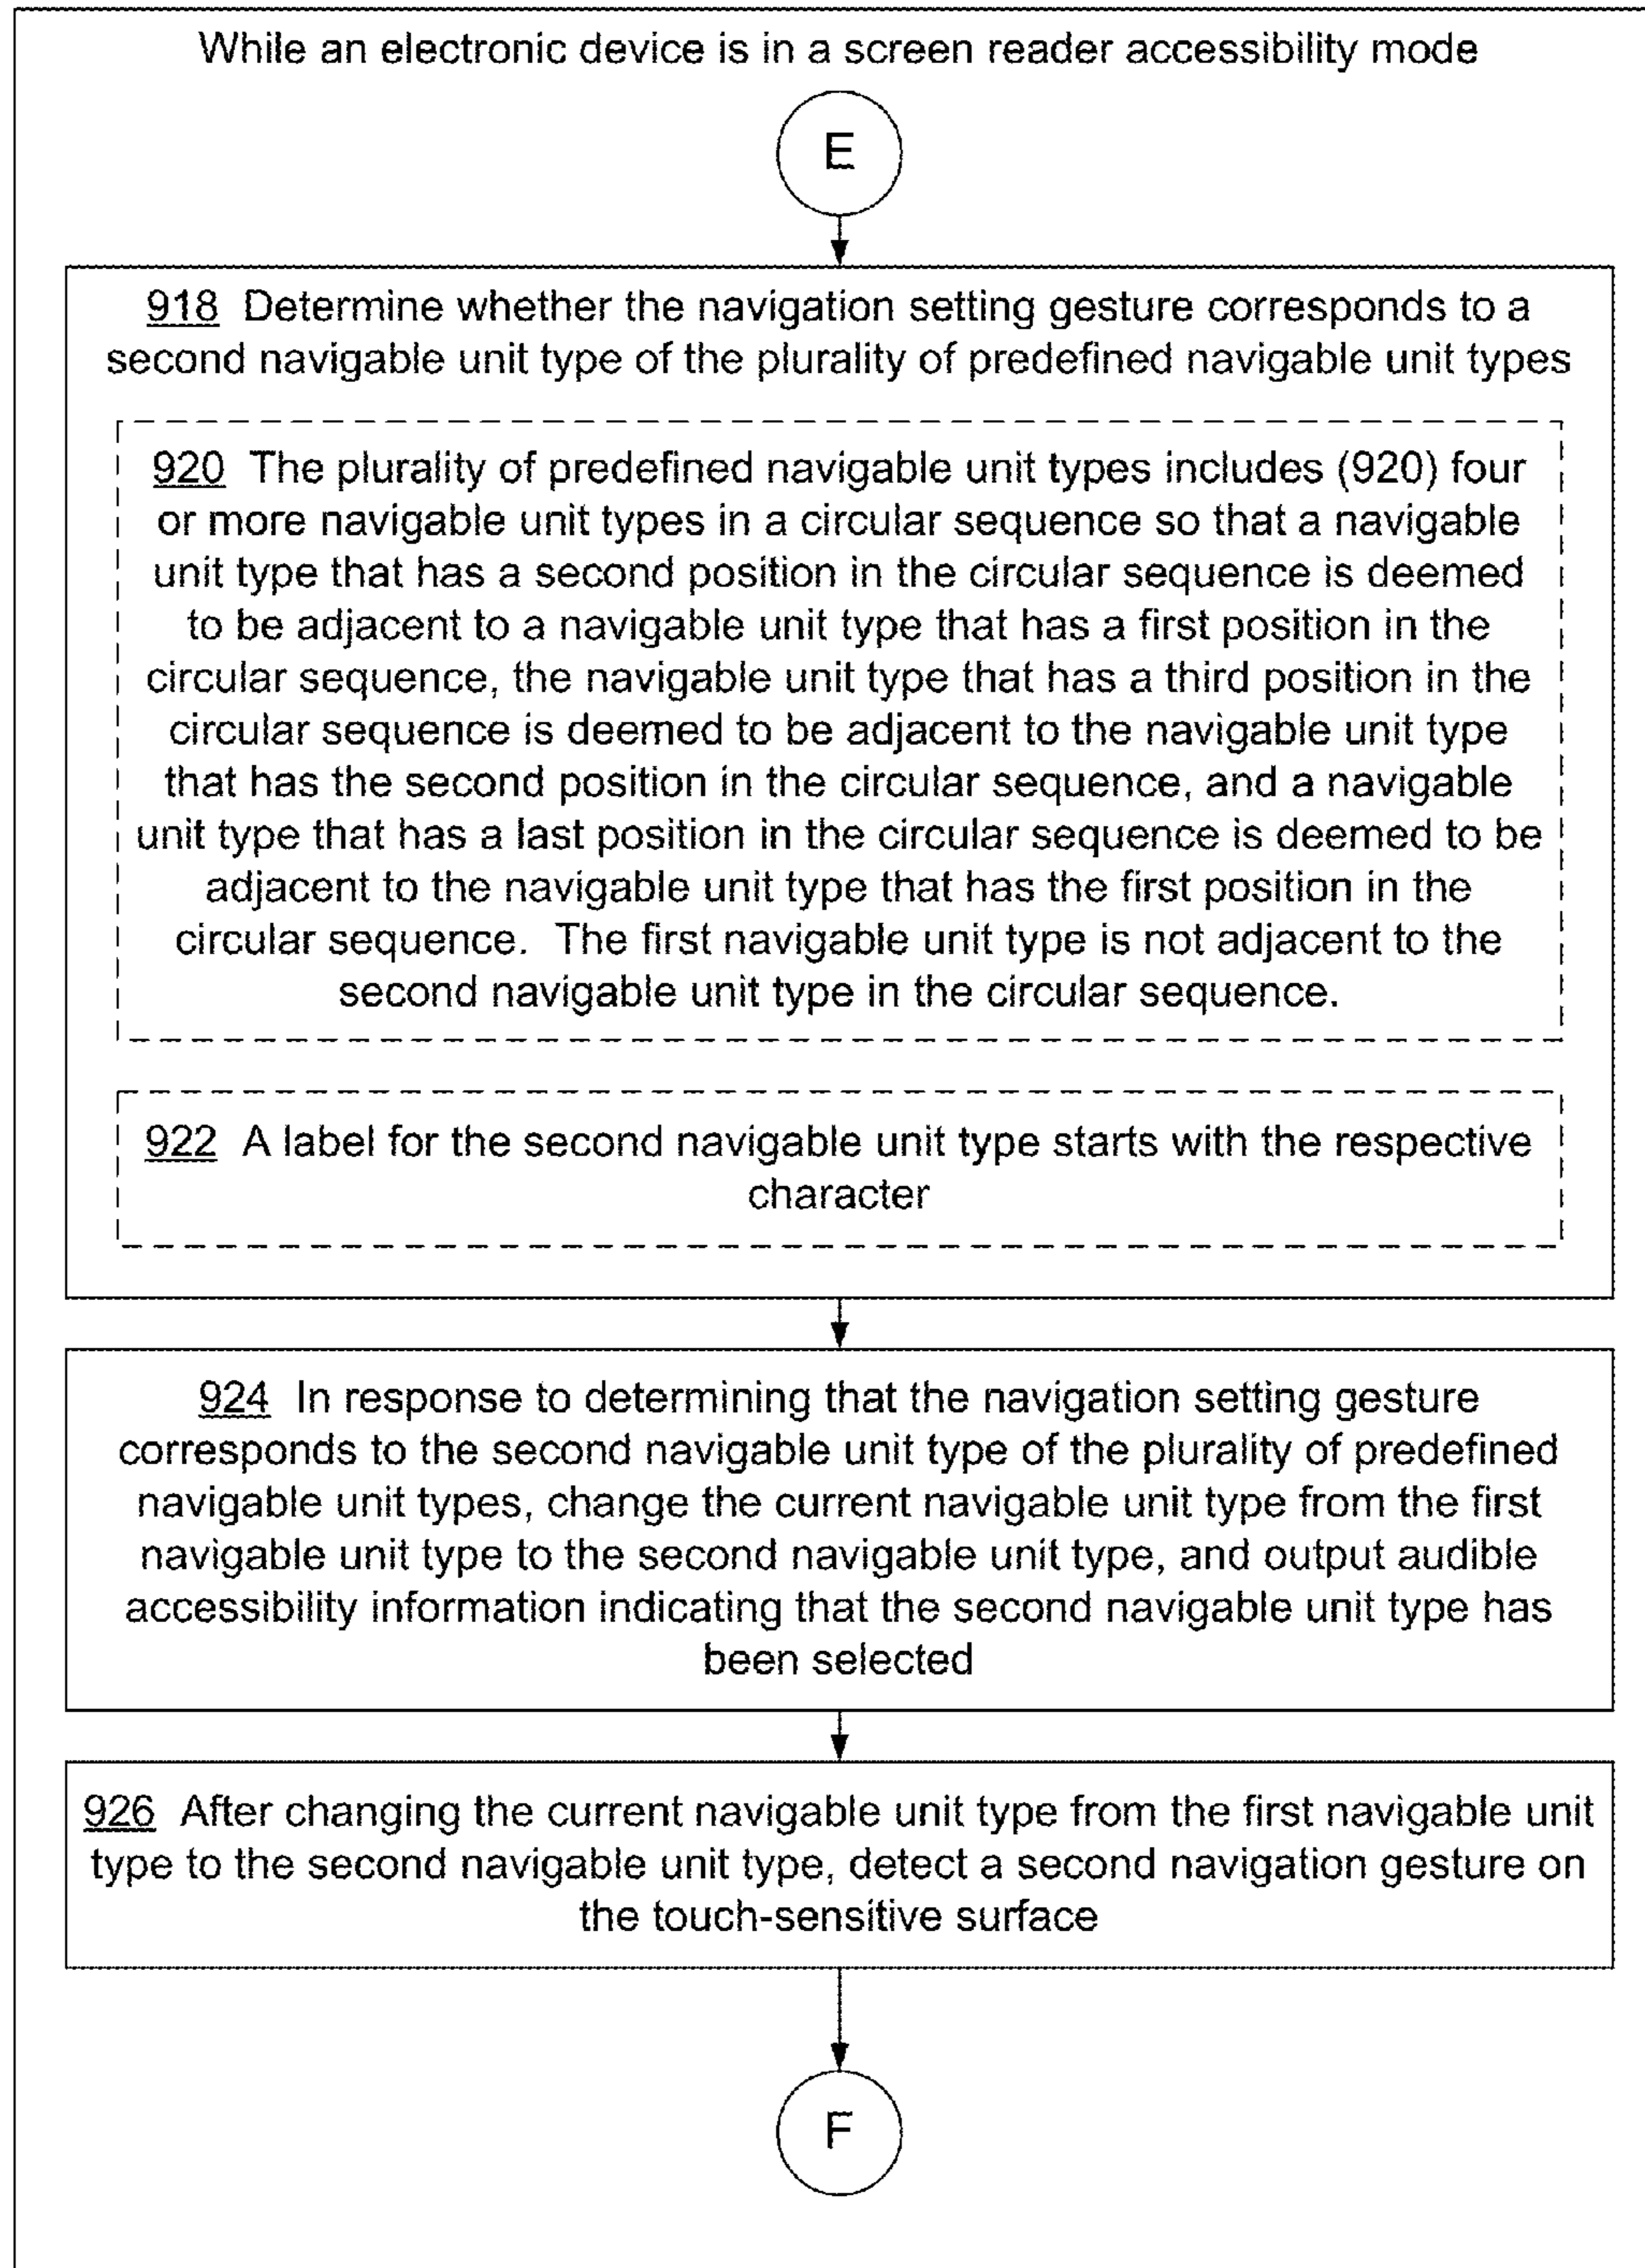 While an electronic device is in a screen reader accessibility mode
E
918 Determine whether the navigation setting gesture corresponds to a
second navigable unit type of the plurality of predefined navigable unit types
920 The plurality of predefined navigable unit types includes (920) four
or more navigable unit types in a circular sequence so that a navigable
unit type that has a second position in the circular sequence is deemed
to be adjacent to a navigable unit type that has a first position in the
circular sequence, the navigable unit type that has a third position in the
circular sequence is deemed to be adjacent to the navigable unit type
that has the second position in the circular sequence, and a navigable
unit type that has a last position in the circular sequence is deemed to be
adjacent to the navigable unit type that has the first position in the
circular sequence. The first navigable unit type is not adjacent to the
second navigable unit type in the circular sequence.
922 A label for the second navigable unit type starts with the respective
character
924 In response to determining that the navigation setting gesture
corresponds to the second navigable unit type of the plurality of predefined
navigable unit types, change the current navigable unit type from the first
navigable unit type to the second navigable unit type, and output audible
accessibility information indicating that the second navigable unit type has
been selected
926 After changing the current navigable unit type from the first navigable unit
type to the second navigable unit type, detect a second navigation gesture on
the touch-sensitive surface
F